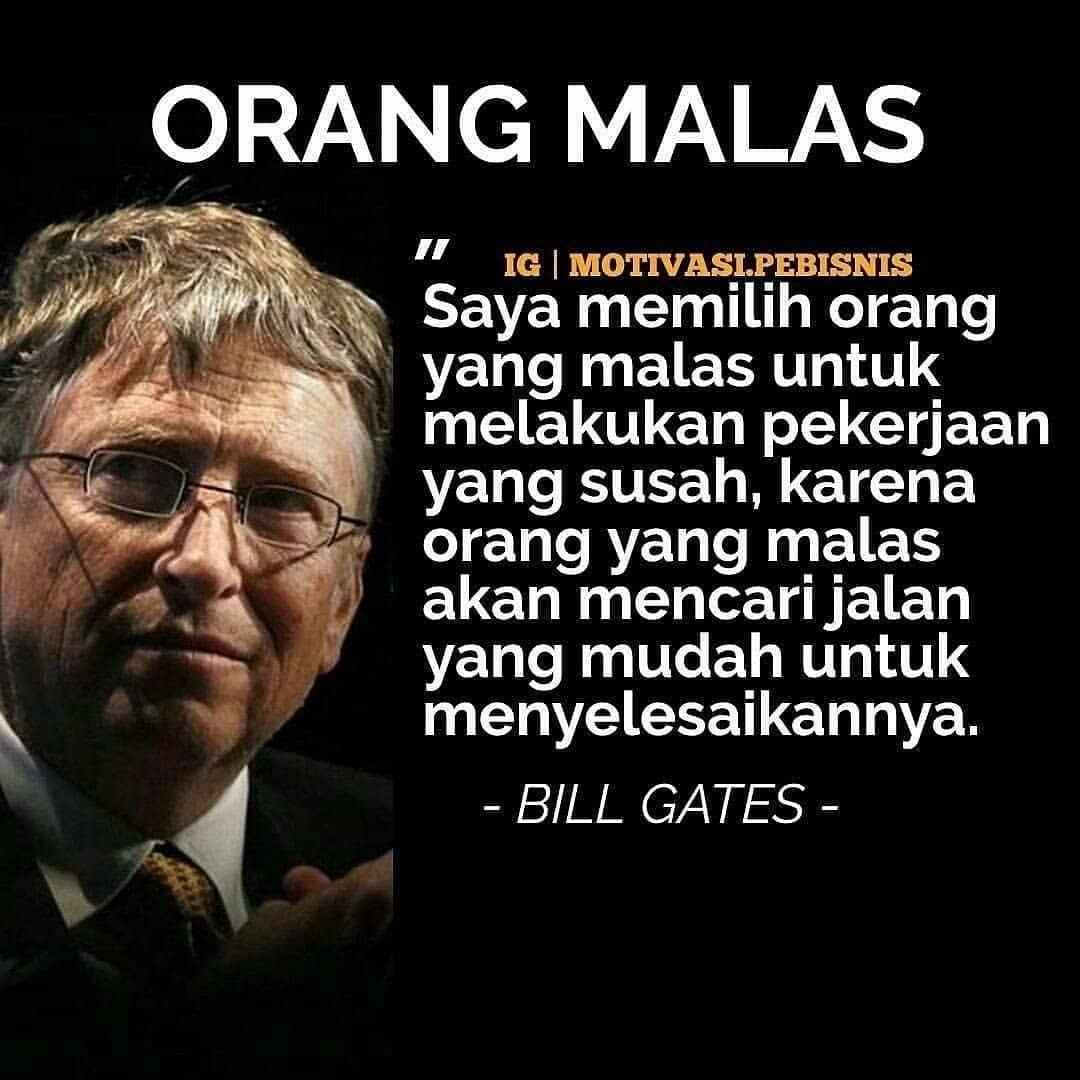 ORANG MALAS
" IG | MOTIVASI.PEBISNIS
Saya memilih orang
yang malas untuk
melakukan pekerjaan
yang susah, karena
orang yang malas
akan mencari jalan
yang mudah untuk
menyelesaikannya.
- BILL GATES -